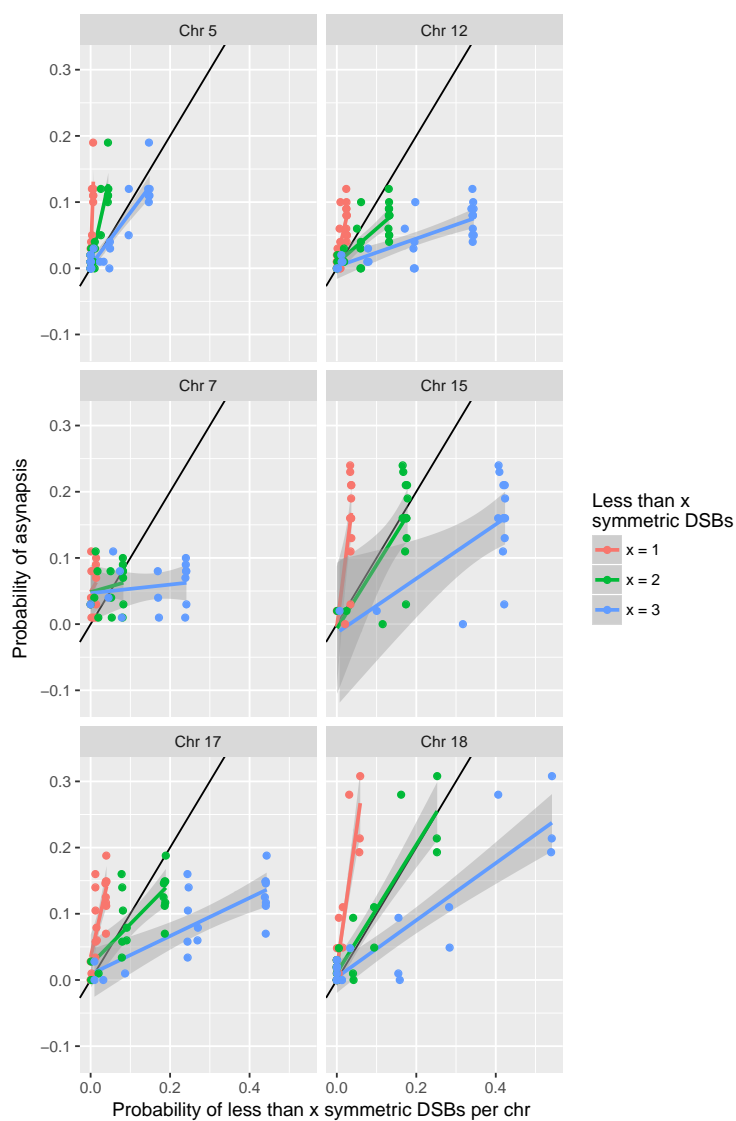 Chr 5
Chr 12
0.3
0.2
0.1
0.0
−0.1
Chr 7
Chr 15
0.3
0.2
0.1
0.0
−0.1
Chr 17
Chr 18
0.3
0.2
0.1
0.0
−0.1
0.0 0.2 0.4 0.0 0.2 0.4
Probability of less than x symmetric DSBs per chr
Probability of asynapsis
Less than x
symmetric DSBs
x = 1
x = 2
x = 3